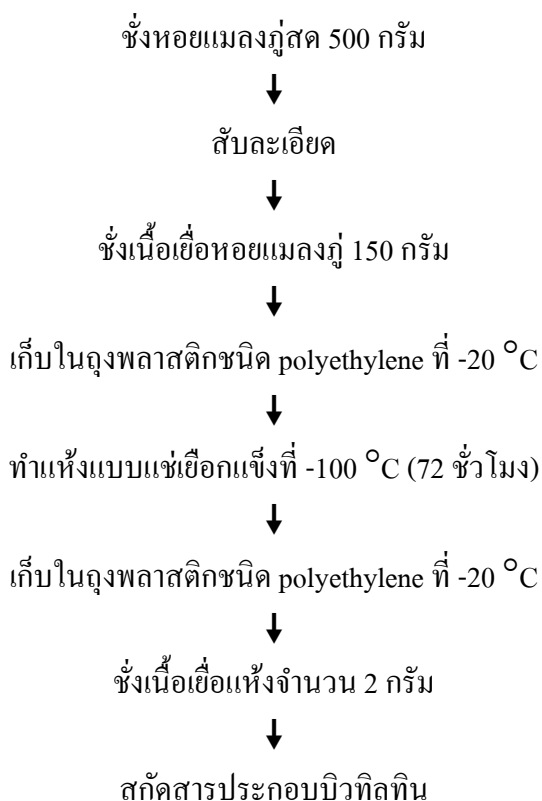 ชั่งหอยแมลงภู่สด 500 กรัม
สับละเอียด
ชั่งเนื้อเยื่อหอยแมลงภู่ 150 กรัม
เก็บในถุงพลาสติกชนิด polyethylene ที่ -20 °C
ทำแห้งแบบแช่เยือกแข็งที่ -100 °C (72 ชั่วโมง)
เก็บในถุงพลาสติกชนิด polyethylene ที่ -20 °C
ชั่งเนื้อเยื่อแห้งจำนวน 2 กรัม
สกัดสารประกอบบิวทิลทิน